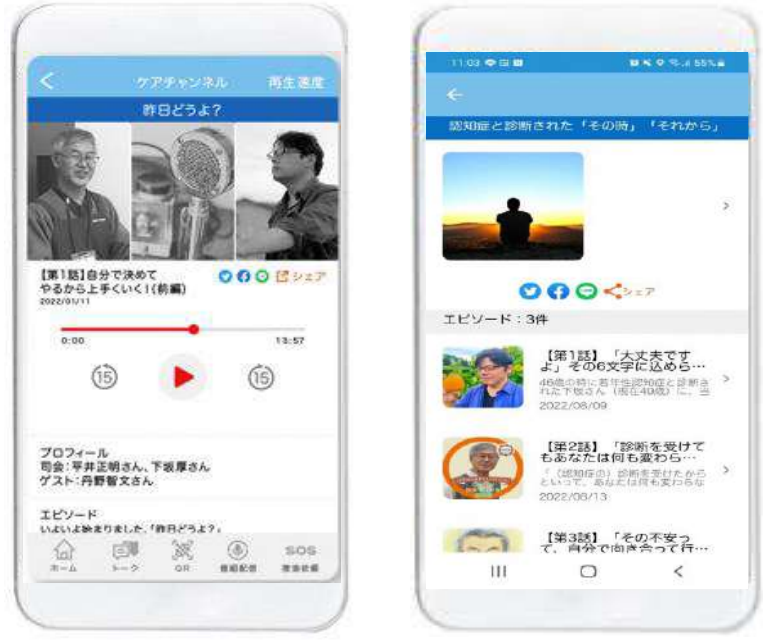 ケアチャンネル
再生速度
昨日どうよ?
【第1話】自分で決めて
やるから上手くいく!(前編)
シェア
2022/01/11
0:00
13:57
15
15
プロフィール
司会:平井正明さん、下坂厚さん
ゲスト:丹野智文さん
エピソード
いよいよ始まりました、「昨日どうよ?」
ホーム
トーク
QR
番組配信
SOS
捜索依頼
11:03
55%
認知症と診断された「その時」「それから」
シェア
エピソード:3件
【第1話】「大丈夫です
よ」その6文字に込めら…
46歳の時に若年性認知症と診断さ
れた下坂さん(現在49歳)に、当
2022/08/09
【第2話】「診断を受けて
もあなたは何も変わら…
「(認知症の)診断を受けたから
といって、あなたは何も変わらな
2022/08/13
【第3話】「その不安っ
て、自分で向き合って行…